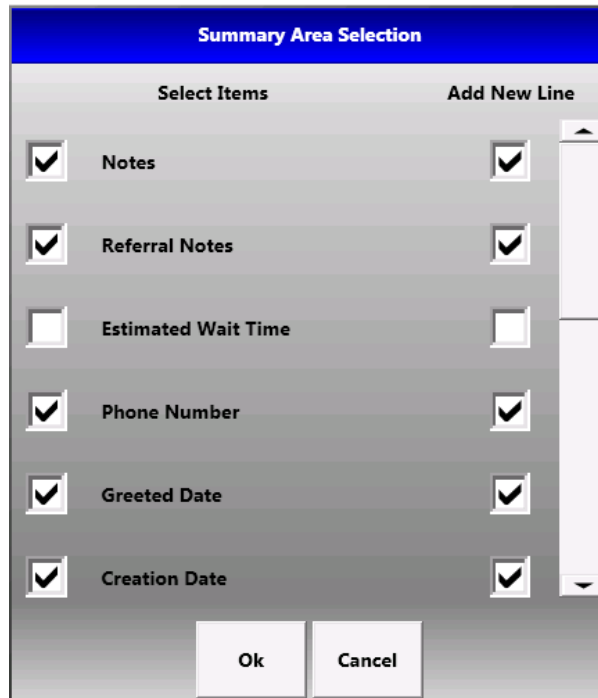 Summary Area Selection
Select Items Add New Line
Notes
Referral Notes
Estimated Wait Time
Phone Number
Greeted Date
Creation Date
Ok Cancel